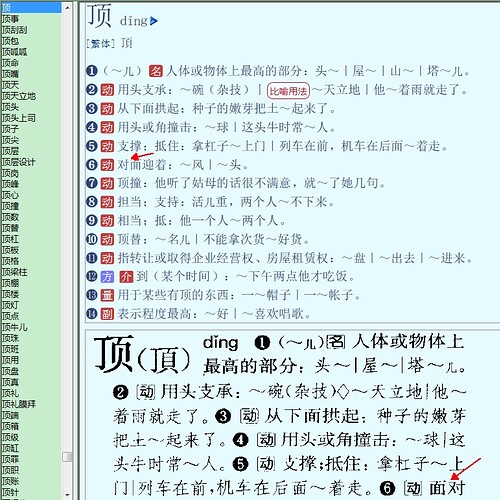 顶
顶事
顶刮刮
顶包
顶呱呱
顶命
顶嘴
顶天
顶天立地
顶头
顶头上司
顶子
顶尖
顶层
顶层设计
顶岗
顶峰
顶心
顶撞
顶数
顶替
顶杠
顶板
顶格
顶梁柱
顶棚
顶楼
顶灯
顶点
顶牛儿
顶珠
顶班
顶用
顶盘
顶真
顶礼
顶礼膜拜
顶端
顶箱
顶级
顶缸
顶罪
顶职
顶账
顶针
顶 dǐng
[繁体] 頂
❶（～儿）名 人体或物体上最高的部分：头～｜屋～｜山～｜塔～儿。
❷ 动 用头支承：～碗（杂技）｜比喻用法 ～天立地｜他～着雨就走了。
❸ 动 从下面拱起：种子的嫩芽把土～起来了。
❹ 动 用头或角撞击：～球｜这头牛时常～人。
❺ 动 支撑；抵住：拿杠子～上门｜列车在前，机车在后面～着走。
❻ 动 对面迎着：～风｜～头。
❼ 动 顶撞：他听了姑母的话很不满意，就～了她几句。
❽ 动 担当；支持：活儿重，两个人～不下来。
❾ 动 相当；抵：他一个人～两个人。
❿ 动 顶替：～名儿｜不能拿次货～好货。
⓫ 动 指转让或取得企业经营权、房屋租赁权：～盘｜～出去｜～进来。
⓬ 方 介 到（某个时间）：～下午两点他才吃饭。
⓭ 量 用于某些有顶的东西：一～帽子｜一～帐子。
⓮ 副 表示程度最高：～好｜～喜欢唱歌。
顶(頂) dǐng ❶(～儿)名 人体或物体上
最高的部分：头～｜屋～｜塔～儿。
❷ 动 用头支承：～碗(杂技)◇～天立地｜他～
着雨就走了。❸ 动 从下面拱起：种子的嫩芽
把土～起来了。❹ 动 用头或角撞击：～球｜这
头牛时常～人。❺ 动 支撑；抵住：拿杠子～上
门｜列车在前，机车在后面～着走。❻ 动 面对